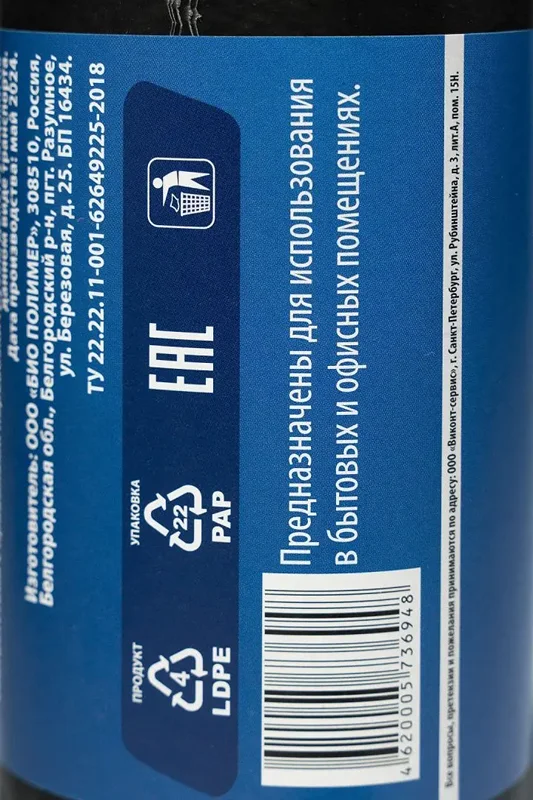 Дата производства: май 2024.
Изготовитель: ООО «БИО ПОЛИМЕР», 308510, Россия,
Белгородская обл., Белгородский р-н, пгт. Разумное,
ул. Березовая, д. 25. БП 16434.
ТУ 22.22.11-001-62649225-2018
ПРОДУКТ
4
LDPE
УПАКОВКА
22
PAP
EAC
Предназначены для использования
в бытовых и офисных помещениях.
4620005736948
Все вопросы, претензии и пожелания принимаются по адресу: ООО «Виконт-сервис», г. Санкт-Петербург, ул. Рубинштейна, д. 3, лит.А, пом. 15Н.